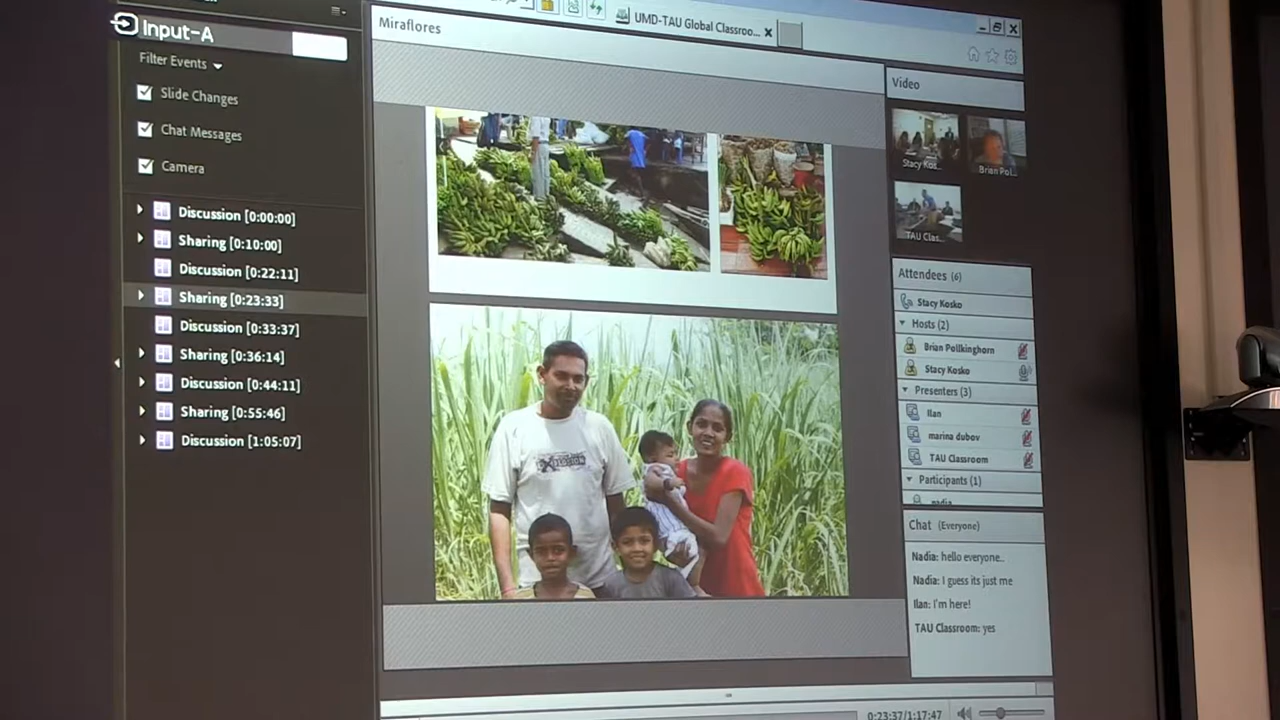 Input-A
Filter Events
Slide Changes
Chat Messages
Camera
Discussion [0:00:00]
Sharing [0:10:00]
Discussion [0:22:11]
Sharing [0:23:33]
Discussion [0:33:37]
Sharing [0:36:14]
Discussion [0:44:11]
Sharing [0:55:46]
Discussion [1:05:07]
UMD-TAU Global Classroo...
Miraflores
Video
Stacy Kos...
Brian Pol...
TAU Clas...
Attendees (6)
Stacy Kosko
Hosts (2)
Brian Pollkinghorn
Stacy Kosko
Presenters (3)
Ilan
marina dubov
TAU Classroom
Participants (1)
nadia
Chat (Everyone)
Nadia: hello everyone..
Nadia: I guess its just me
Ilan: I'm here!
TAU Classroom: yes
0:23:37/1:17:47